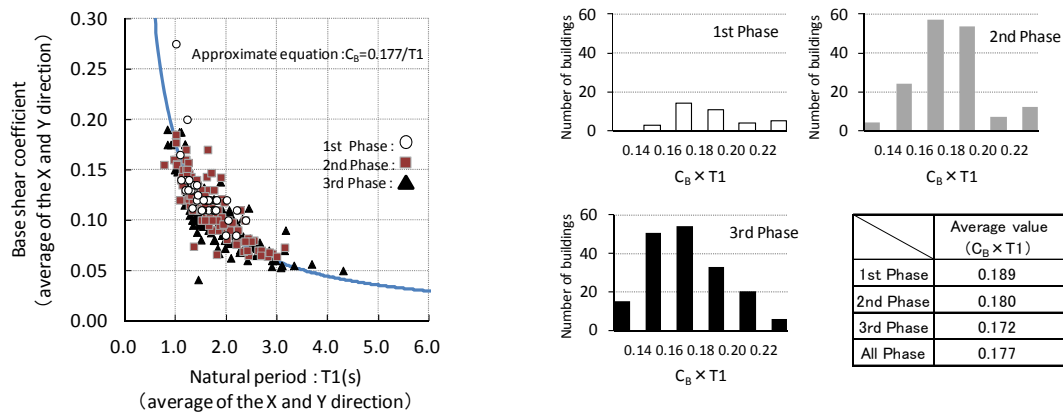 0.30
0.25
0.20
0.15
0.10
0.05
0.00
0.0 1.0 2.0 3.0 4.0 5.0 6.0
Base shear coefficient
(average of the X and Y direction)
Approximate equation :CB=0.177/T1
1st Phase :
2nd Phase :
3rd Phase :
Natural period : T1(s)
(average of the X and Y direction)
60
40
20
0
Number of buildings
1st Phase
0.14 0.16 0.18 0.20 0.22
CB × T1
60
40
20
0
Number of buildings
2nd Phase
0.14 0.16 0.18 0.20 0.22
CB × T1
60
40
20
0
Number of buildings
3rd Phase
0.14 0.16 0.18 0.20 0.22
CB × T1
Average value
(CB × T1)
1st Phase 0.189
2nd Phase 0.180
3rd Phase 0.172
All Phase 0.177